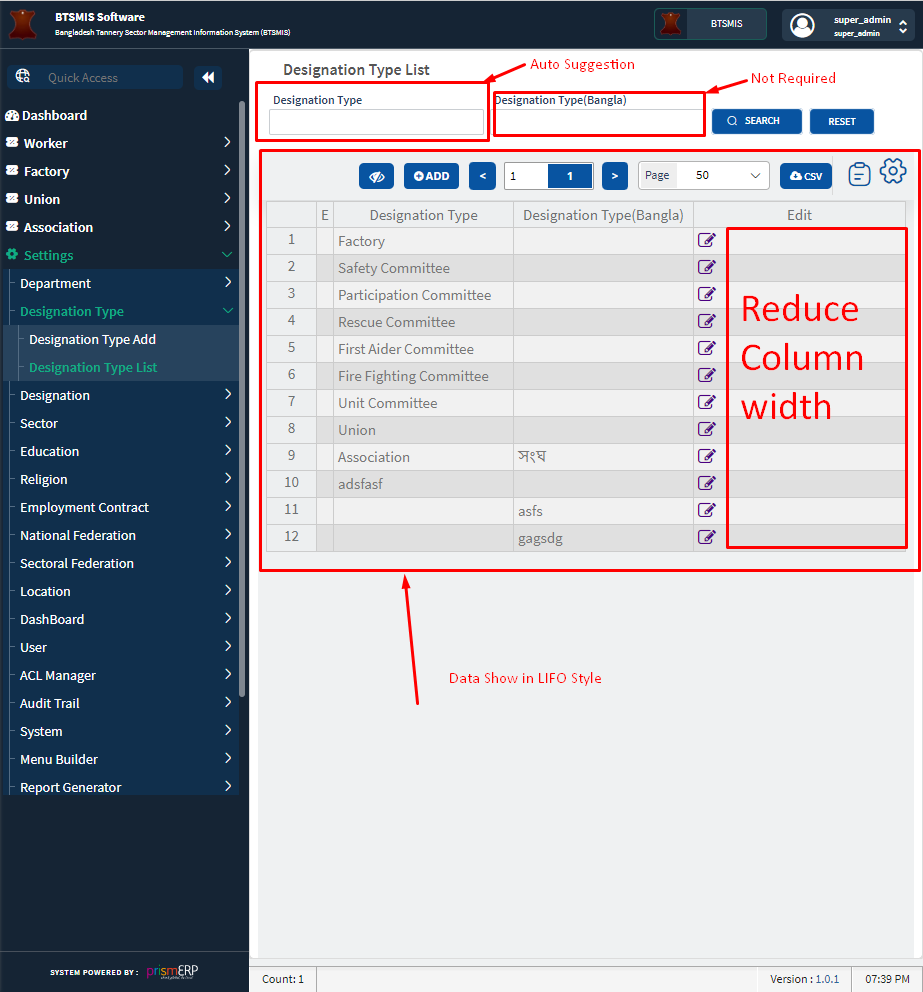 BTSMIS Software
Bangladesh Tannery Sector Management Information System (BTSMIS)
BTSMIS
super_admin
super_admin
Quick Access
Dashboard
Worker
Factory
Union
Association
Settings
Department
Designation Type
Designation Type Add
Designation Type List
Designation
Sector
Education
Religion
Employment Contract
National Federation
Sectoral Federation
Location
DashBoard
User
ACL Manager
Audit Trail
System
Menu Builder
Report Generator
SYSTEM POWERED BY : prismERP
Designation Type List
Auto Suggestion
Not Required
Designation Type Designation Type(Bangla)
SEARCH RESET
ADD < 1 1 > Page 50 CSV
E Designation Type Designation Type(Bangla) Edit
1 Factory
2 Safety Committee
3 Participation Committee
4 Rescue Committee
5 First Aider Committee
6 Fire Fighting Committee
7 Unit Committee
8 Union
9 Association সংঘ
10 adsfasf
11 asfs
12 gagsdg
Reduce
Column
width
Data Show in LIFO Style
Count: 1 Version : 1.0.1 07:39 PM